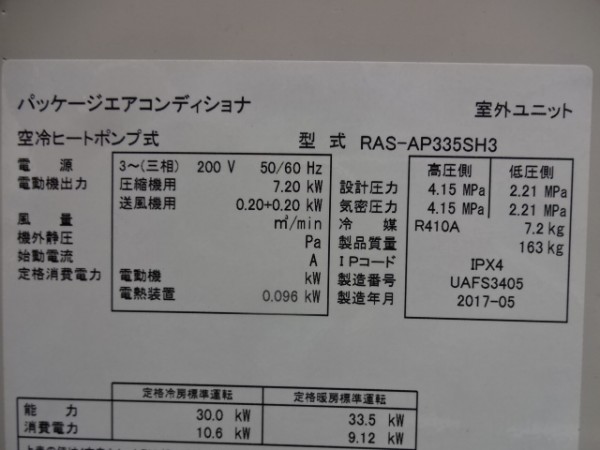 パッケージエアコンディショナ 室外ユニット
空冷ヒートポンプ式 型式 RAS-AP335SH3
電源 3～(三相) 200 V 50/60 Hz 高圧側 低圧側
電動機出力 圧縮機用 7.20 kW 設計圧力 4.15 MPa 2.21 MPa
送風機用 0.20+0.20 kW 気密圧力 4.15 MPa 2.21 MPa
風量 ㎥/min 冷媒 R410A 7.2 kg
機外静圧 Pa 製品質量 163 kg
始動電流 A IPコード IPX4
定格消費電力 電動機 kW 製造番号 UAFS3405
電熱装置 0.096 kW 製造年月 2017-05
定格冷房標準運転 定格暖房標準運転
能力 30.0 kW 33.5 kW
消費電力 10.6 kW 9.12 kW